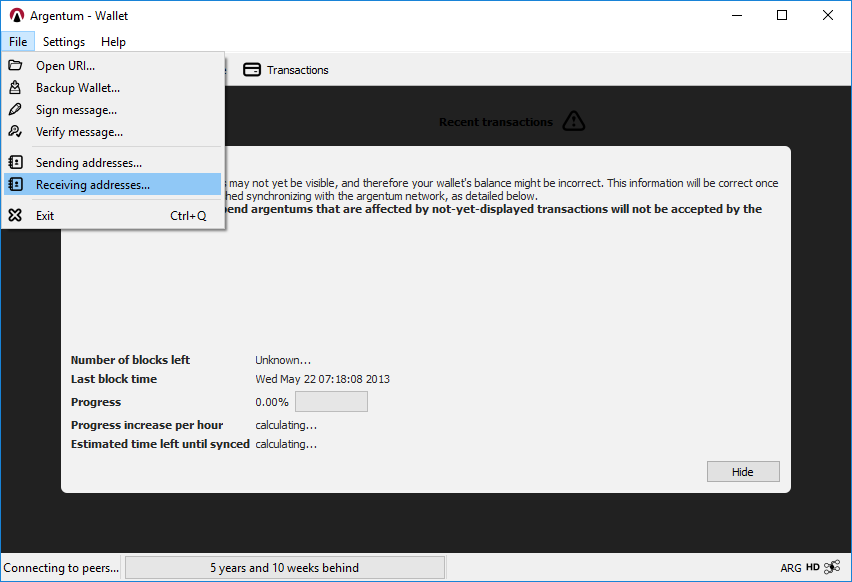 Argentum - Wallet
File Settings Help
Open URI...
Backup Wallet...
Sign message...
Verify message...
Sending addresses...
Receiving addresses...
Exit Ctrl+Q
Transactions
Recent transactions
may not yet be visible, and therefore your wallet's balance might be incorrect. This information will be correct once
hed synchronizing with the argentum network, as detailed below.
end argentums that are affected by not-yet-displayed transactions will not be accepted by the
Number of blocks left Unknown...
Last block time Wed May 22 07:18:08 2013
Progress 0.00%
Progress increase per hour calculating...
Estimated time left until synced calculating...
Hide
Connecting to peers... 5 years and 10 weeks behind ARG HD